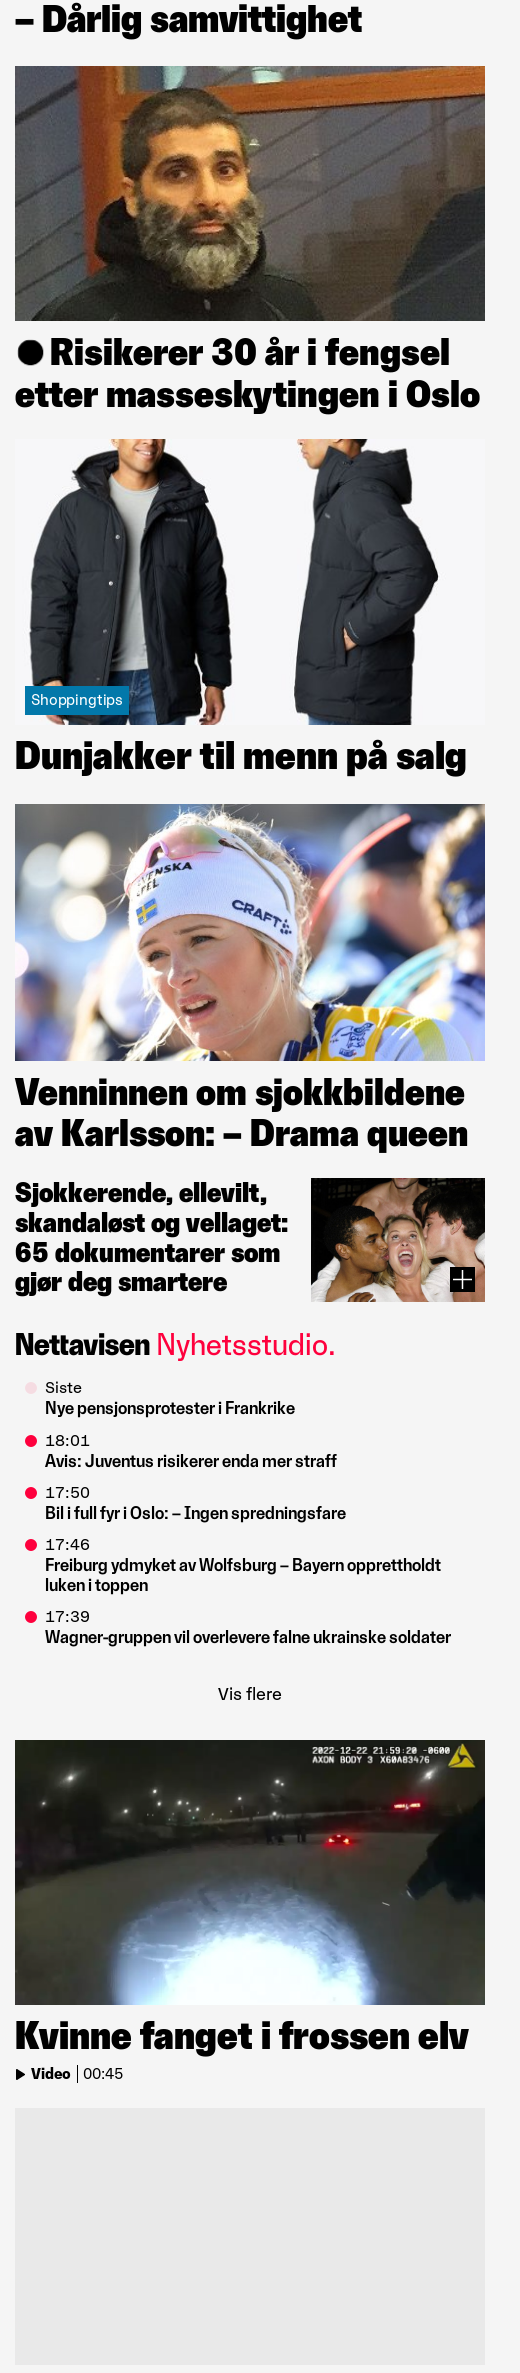 – Dårlig samvittighet
Risikerer 30 år i fengsel
etter masseskytingen i Oslo
Shoppingtips
Dunjakker til menn på salg
CRAFT
Venninnen om sjokkbildene
av Karlsson: – Drama queen
Sjokkerende, ellevilt,
skandaløst og vellaget:
65 dokumentarer som
gjør deg smartere
Nettavisen Nyhetsstudio.
Siste
Nye pensjonsprotester i Frankrike
18:01
Avis: Juventus risikerer enda mer straff
17:50
Bil i full fyr i Oslo: – Ingen spredningsfare
17:46
Freiburg ydmyket av Wolfsburg – Bayern opprettholdt
luken i toppen
17:39
Wagner-gruppen vil overlevere falne ukrainske soldater
Vis flere
2022-12-22 21:59:20 -0600
AXON BODY 3 X60A83476
Kvinne fanget i frossen elv
Video | 00:45